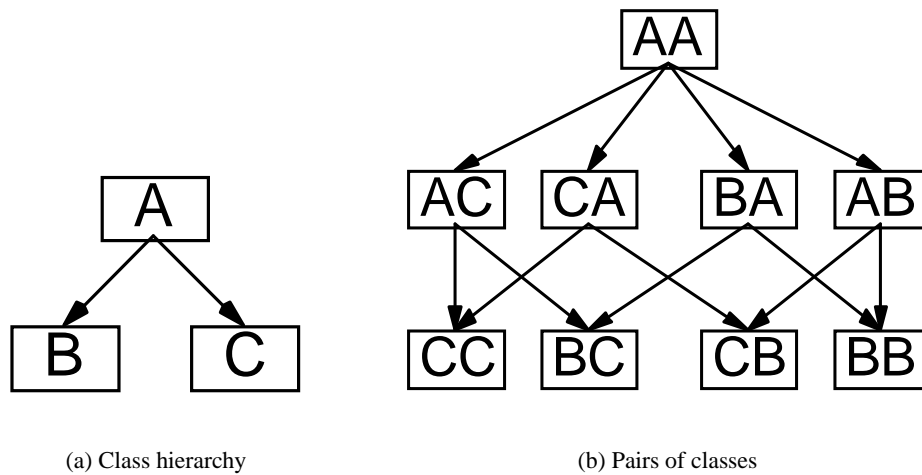 AA
A
AC CA BA AB
B C
CC BC CB BB
(a) Class hierarchy
(b) Pairs of classes